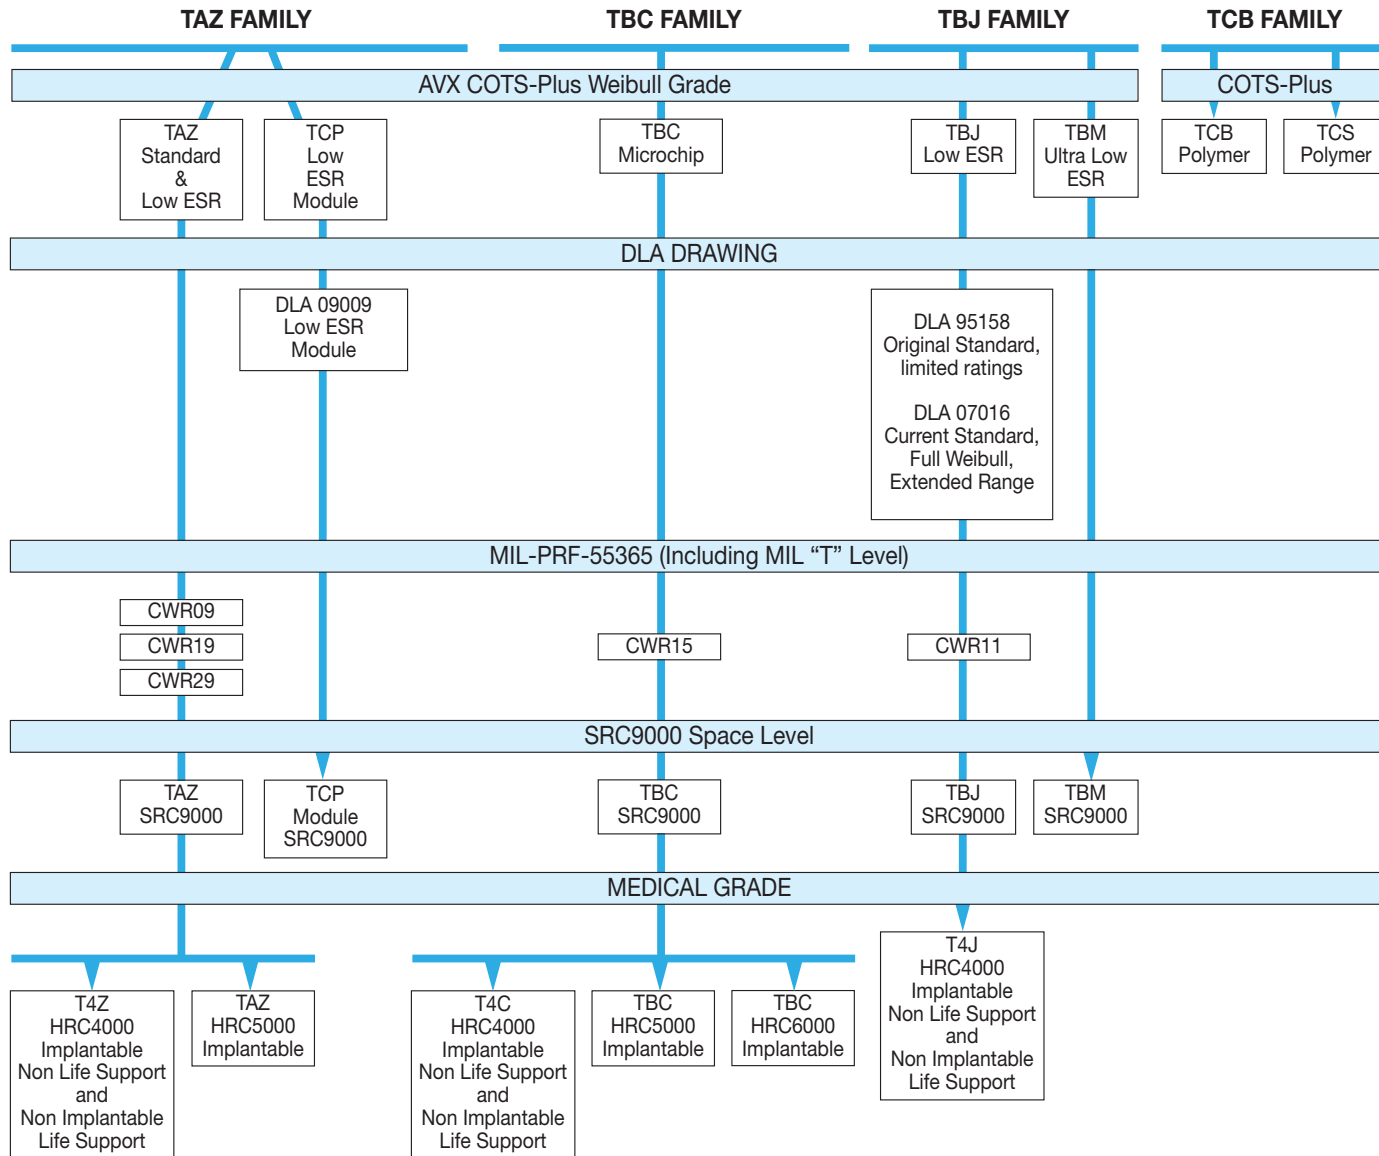 TAZ FAMILY
TBC FAMILY
TBJ FAMILY
TCB FAMILY
AVX COTS-Plus Weibull Grade
COTS-Plus
TAZ
Standard
&
Low ESR
TCP
Low
ESR
Module
TBC
Microchip
TBJ
Low ESR
TBM
Ultra Low
ESR
TCB
Polymer
TCS
Polymer
DLA DRAWING
DLA 09009
Low ESR
Module
DLA 95158
Original Standard,
limited ratings
DLA 07016
Current Standard,
Full Weibull,
Extended Range
MIL-PRF-55365 (Including MIL “T” Level)
CWR09
CWR19
CWR29
CWR15
CWR11
SRC9000 Space Level
TAZ
SRC9000
TCP
Module
SRC9000
TBC
SRC9000
TBJ
SRC9000
TBM
SRC9000
MEDICAL GRADE
T4Z
HRC4000
Implantable
Non Life Support
and
Non Implantable
Life Support
TAZ
HRC5000
Implantable
T4C
HRC4000
Implantable
Non Life Support
and
Non Implantable
Life Support
TBC
HRC5000
Implantable
TBC
HRC6000
Implantable
T4J
HRC4000
Implantable
Non Life Support
and
Non Implantable
Life Support